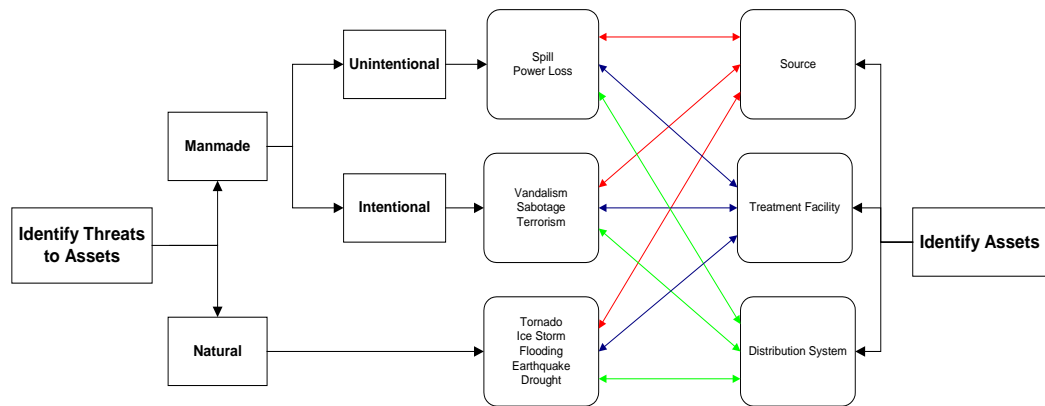 Identify Threats
to Assets
Manmade
Natural
Unintentional
Intentional
Spill
Power Loss
Vandalism
Sabotage
Terrorism
Tornado
Ice Storm
Flooding
Earthquake
Drought
Source
Treatment Facility
Distribution System
Identify Assets